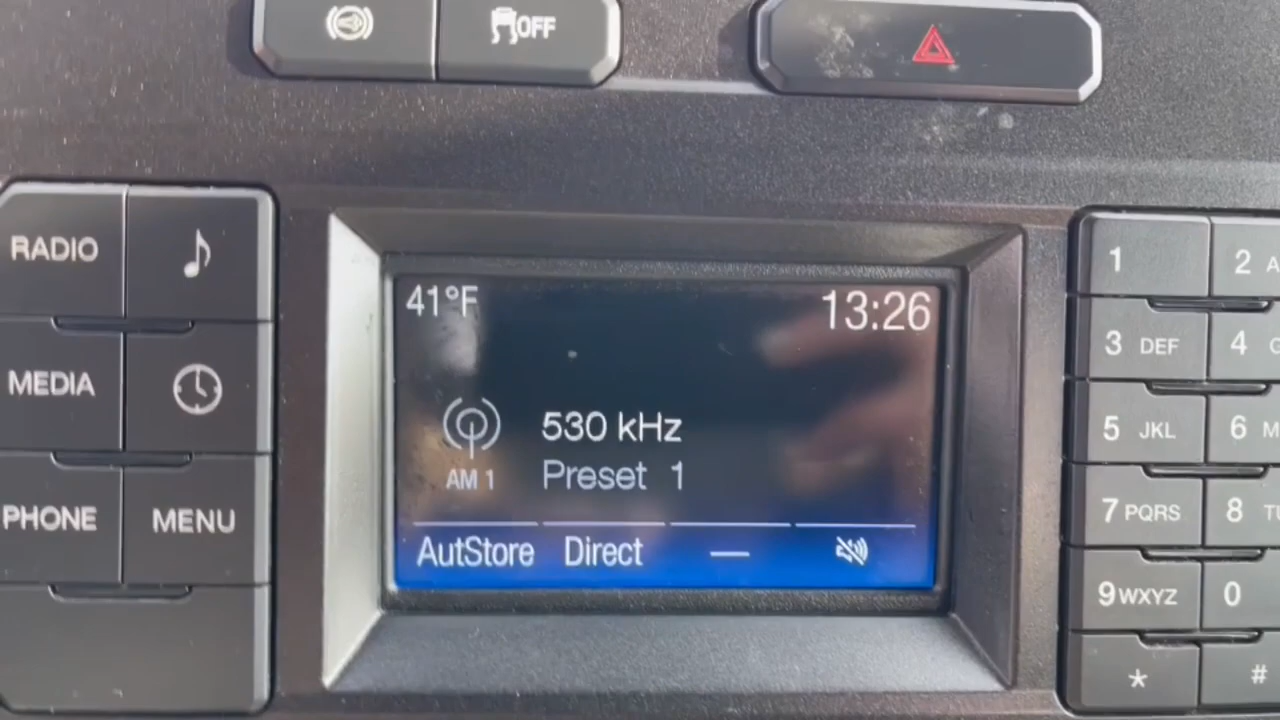 OFF
RADIO
MEDIA
PHONE
MENU
41°F
13:26
530 kHz
AM 1
Preset 1
AutStore
Direct
—
1
2 A
3 DEF
4 G
5 JKL
6 M
7 PQRS
8 TU
9 WXYZ
0
*
#